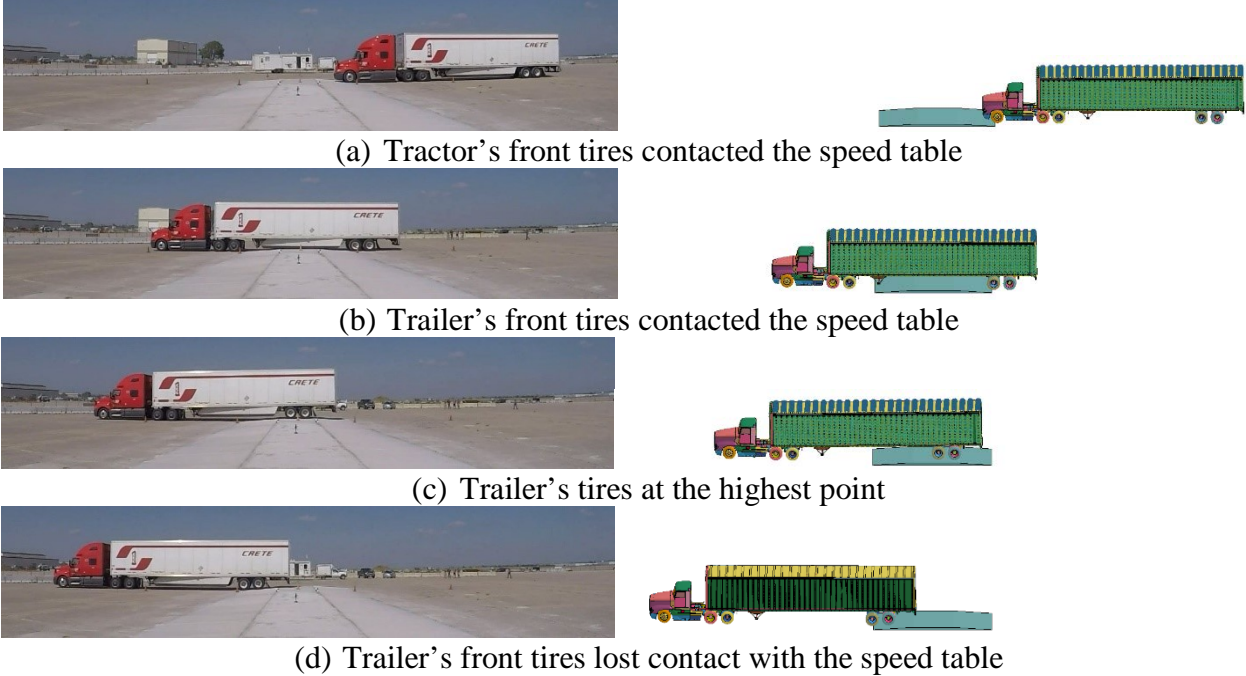 CRETE
(a) Tractor's front tires contacted the speed table
CRETE
(b) Trailer's front tires contacted the speed table
CRETE
(c) Trailer's tires at the highest point
CRETE
(d) Trailer's front tires lost contact with the speed table